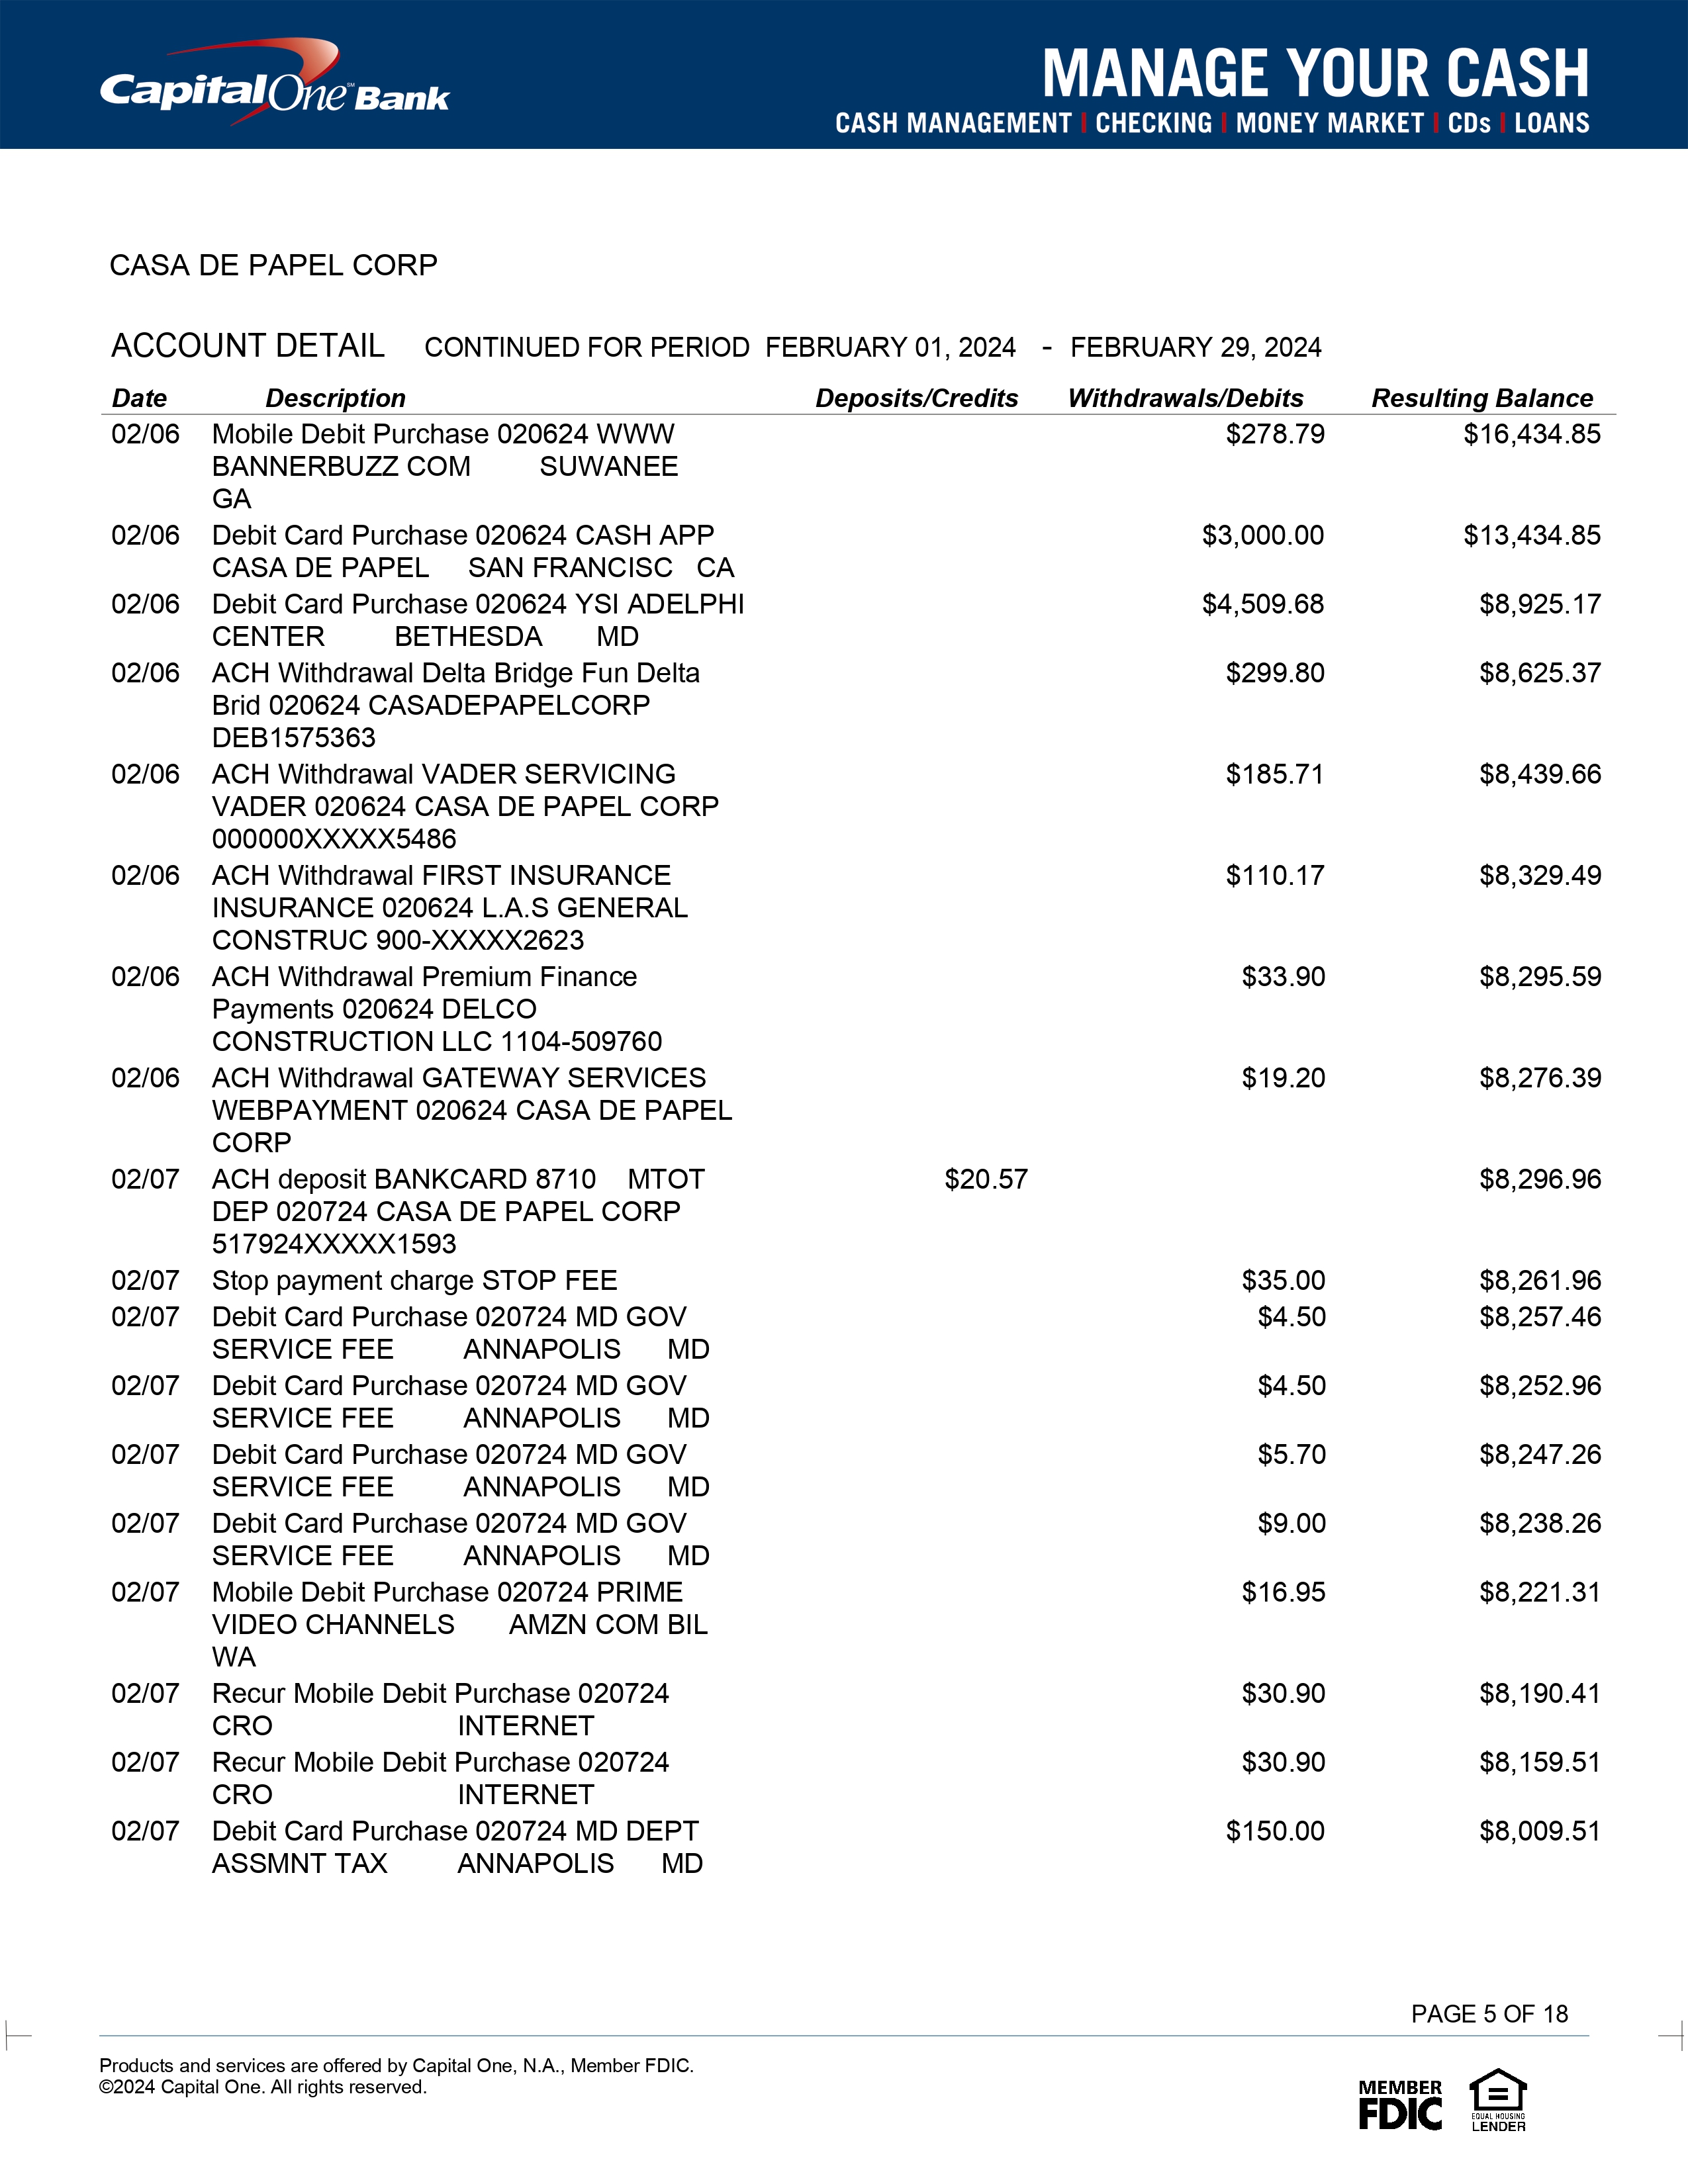 CapitalOne Bank
MANAGE YOUR CASH
CASH MANAGEMENT | CHECKING | MONEY MARKET | CDs | LOANS
CASA DE PAPEL CORP
ACCOUNT DETAIL CONTINUED FOR PERIOD FEBRUARY 01, 2024 - FEBRUARY 29, 2024
Date Description Deposits/Credits Withdrawals/Debits Resulting Balance
02/06 Mobile Debit Purchase 020624 WWW $278.79 $16,434.85
BANNERBUZZ COM SUWANEE
GA
02/06 Debit Card Purchase 020624 CASH APP $3,000.00 $13,434.85
CASA DE PAPEL SAN FRANCISC CA
02/06 Debit Card Purchase 020624 YSI ADELPHI $4,509.68 $8,925.17
CENTER BETHESDA MD
02/06 ACH Withdrawal Delta Bridge Fun Delta $299.80 $8,625.37
Brid 020624 CASADEPAPELCORP
DEB1575363
02/06 ACH Withdrawal VADER SERVICING $185.71 $8,439.66
VADER 020624 CASA DE PAPEL CORP
000000XXXXX5486
02/06 ACH Withdrawal FIRST INSURANCE $110.17 $8,329.49
INSURANCE 020624 L.A.S GENERAL
CONSTRUC 900-XXXXX2623
02/06 ACH Withdrawal Premium Finance $33.90 $8,295.59
Payments 020624 DELCO
CONSTRUCTION LLC 1104-509760
02/06 ACH Withdrawal GATEWAY SERVICES $19.20 $8,276.39
WEBPAYMENT 020624 CASA DE PAPEL
CORP
02/07 ACH deposit BANKCARD 8710 MTOT $20.57 $8,296.96
DEP 020724 CASA DE PAPEL CORP
517924XXXXX1593
02/07 Stop payment charge STOP FEE $35.00 $8,261.96
02/07 Debit Card Purchase 020724 MD GOV $4.50 $8,257.46
SERVICE FEE ANNAPOLIS MD
02/07 Debit Card Purchase 020724 MD GOV $4.50 $8,252.96
SERVICE FEE ANNAPOLIS MD
02/07 Debit Card Purchase 020724 MD GOV $5.70 $8,247.26
SERVICE FEE ANNAPOLIS MD
02/07 Debit Card Purchase 020724 MD GOV $9.00 $8,238.26
SERVICE FEE ANNAPOLIS MD
02/07 Mobile Debit Purchase 020724 PRIME $16.95 $8,221.31
VIDEO CHANNELS AMZN COM BIL
WA
02/07 Recur Mobile Debit Purchase 020724 $30.90 $8,190.41
CRO INTERNET
02/07 Recur Mobile Debit Purchase 020724 $30.90 $8,159.51
CRO INTERNET
02/07 Debit Card Purchase 020724 MD DEPT $150.00 $8,009.51
ASSMNT TAX ANNAPOLIS MD
PAGE 5 OF 18
Products and services are offered by Capital One, N.A., Member FDIC.
©2024 Capital One. All rights reserved.
MEMBER
FDIC
EQUAL HOUSING
LENDER